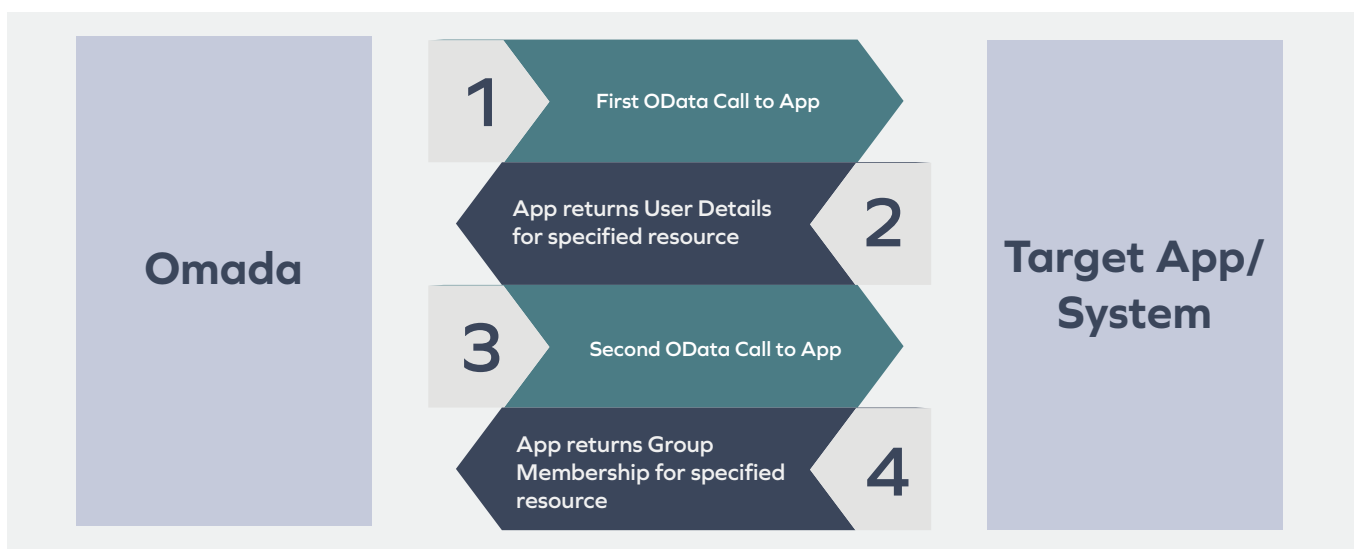 Omada
1
First OData Call to App
App returns User Details
for specified resource
2
3
Second OData Call to App
App returns Group
Membership for specified
resource
4
Target App/
System